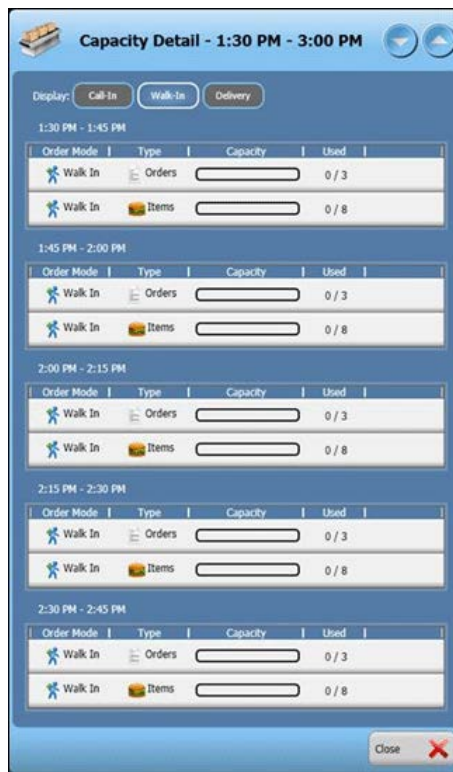 Capacity Detail - 1:30 PM - 3:00 PM
Display: Call-In Walk-In Delivery
1:30 PM - 1:45 PM
Order Mode Type Capacity Used
Walk In Orders 0 / 3
Walk In Items 0 / 8
1:45 PM - 2:00 PM
Order Mode Type Capacity Used
Walk In Orders 0 / 3
Walk In Items 0 / 8
2:00 PM - 2:15 PM
Order Mode Type Capacity Used
Walk In Orders 0 / 3
Walk In Items 0 / 8
2:15 PM - 2:30 PM
Order Mode Type Capacity Used
Walk In Orders 0 / 3
Walk In Items 0 / 8
2:30 PM - 2:45 PM
Order Mode Type Capacity Used
Walk In Orders 0 / 3
Walk In Items 0 / 8
Close